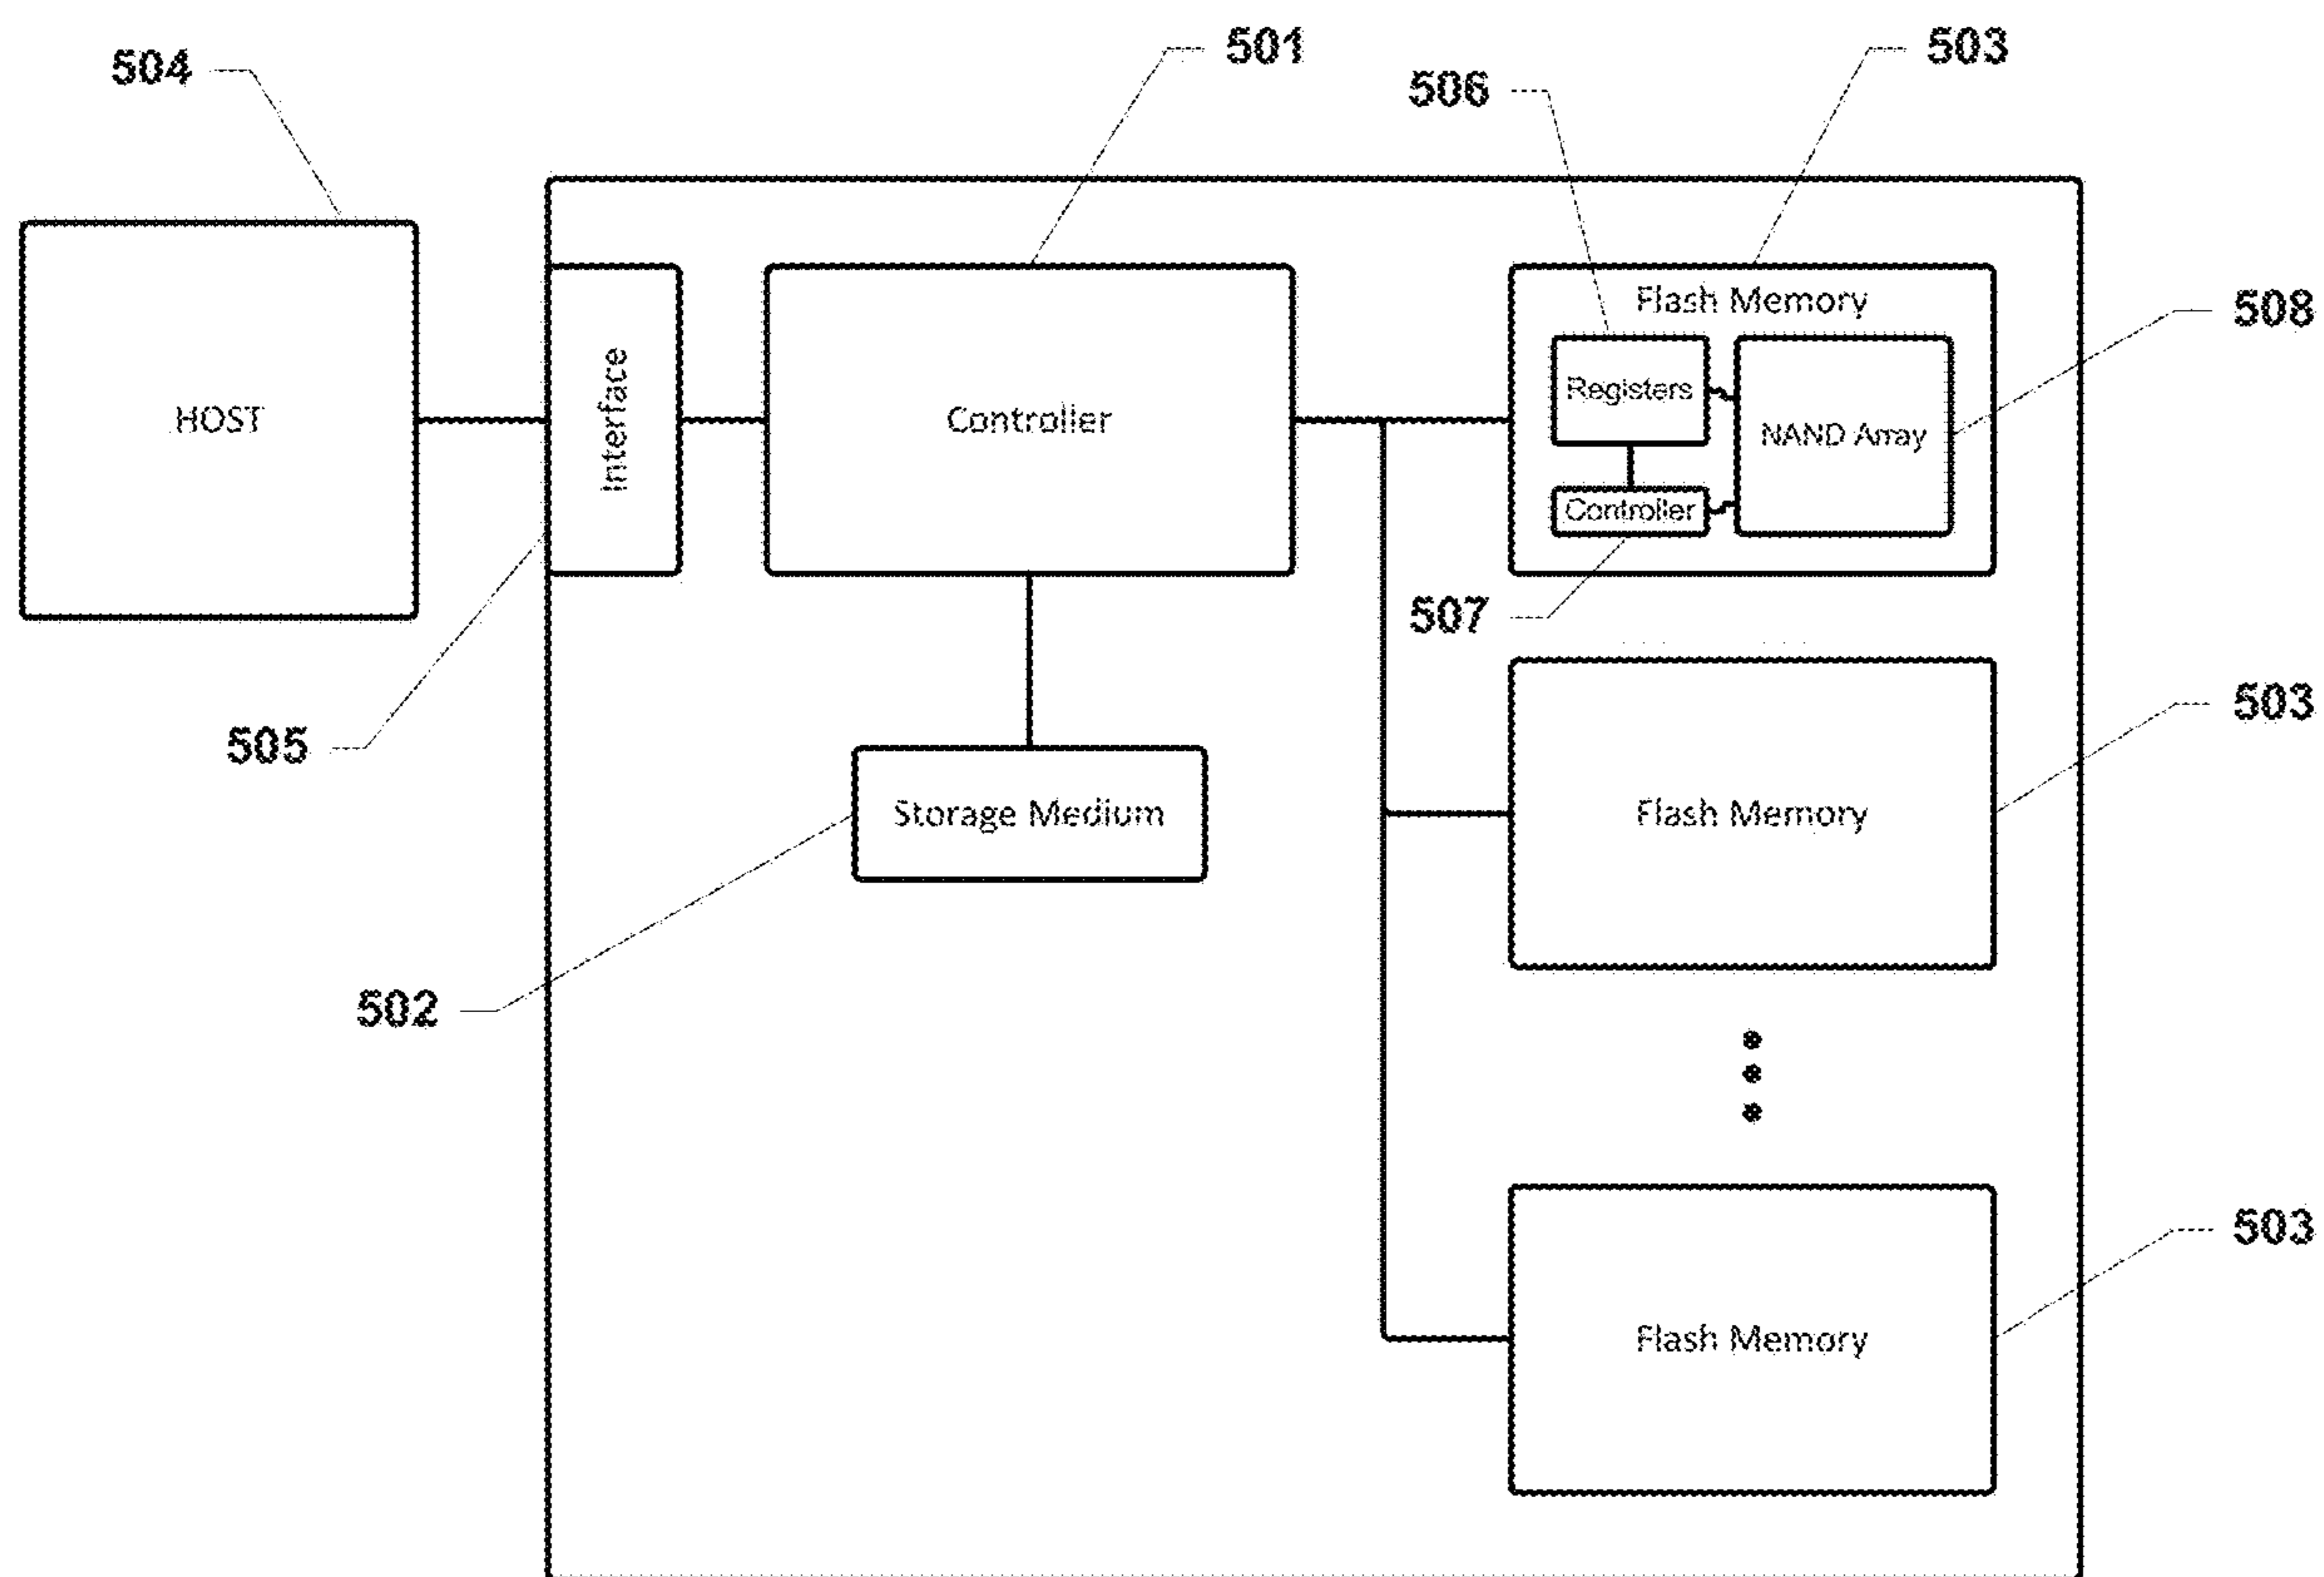 501
503
504
506
Flash Memory
508
Registers
HOST
Interface
Controller
NAND Array
Controller
507
503
505
Storage Medium
Flash Memory
502
503
Flash Memory